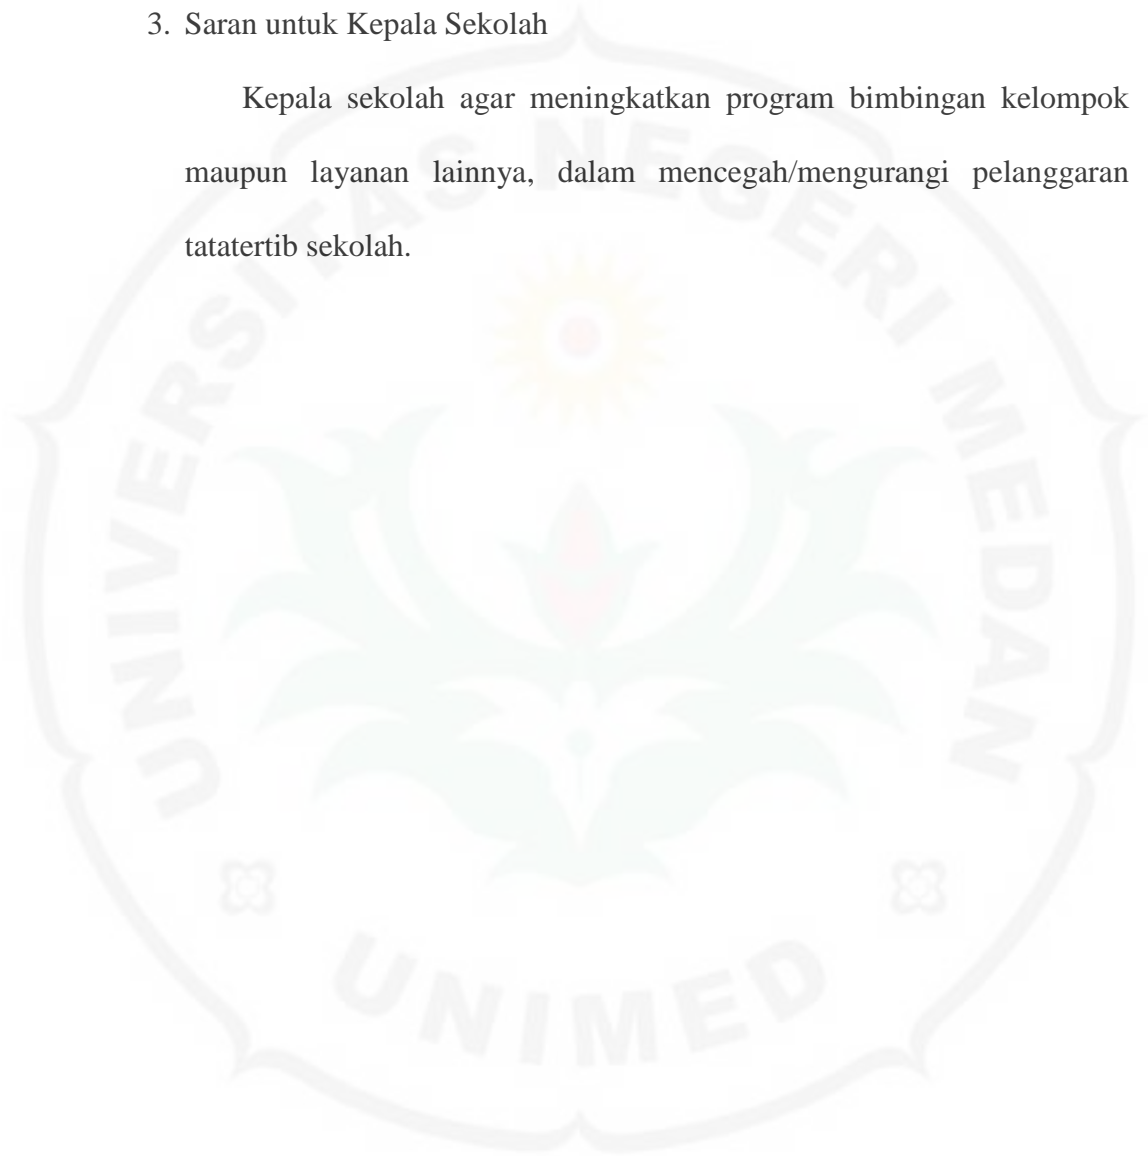 3. Saran untuk Kepala Sekolah
Kepala sekolah agar meningkatkan program bimbingan kelompok
maupun layanan lainnya, dalam mencegah/mengurangi pelanggaran
tatatertib sekolah.
UNIVERSITAS NEGERI MEDAN
UNIMED